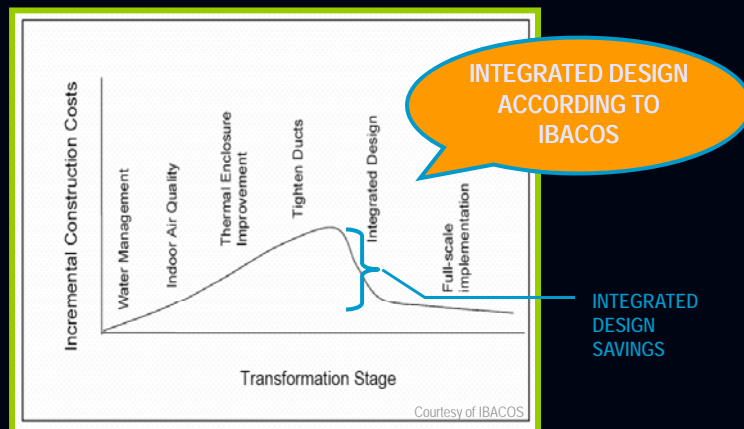 INTEGRATED DESIGN
ACCORDING TO
IBACOS
Incremental Construction Costs
Water Management
Indoor Air Quality
Thermal Enclosure
Improvement
Tighten Ducts
Integrated Design
Full-scale
implementation
INTEGRATED
DESIGN
SAVINGS
Transformation Stage
Courtesy of IBACOS